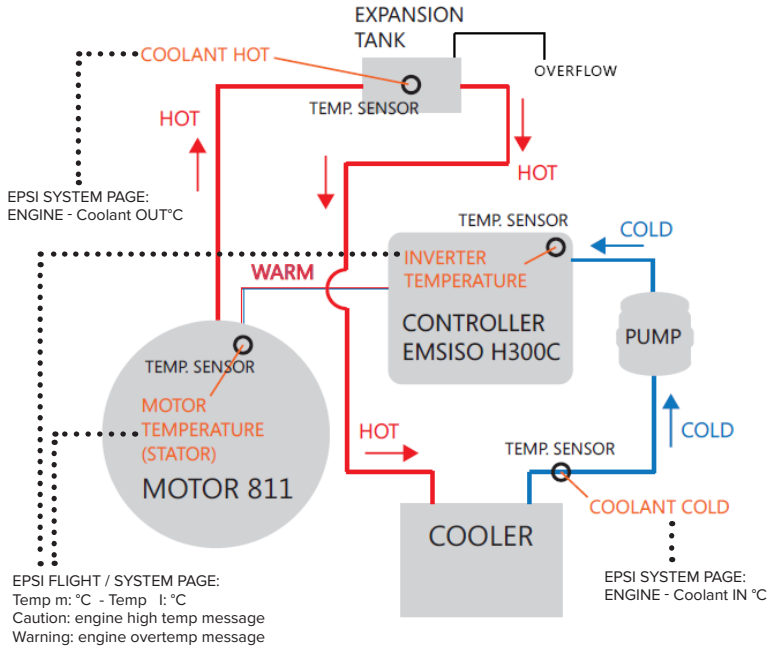 EXPANSION
TANK
COOLANT HOT
OVERFLOW
TEMP. SENSOR
HOT
HOT
EPSI SYSTEM PAGE:
ENGINE - Coolant OUT°C
TEMP. SENSOR
COLD
INVERTER
TEMPERATURE
WARM
CONTROLLER
EMSISO H300C
PUMP
TEMP. SENSOR
MOTOR
TEMPERATURE
(STATOR)
MOTOR 811
HOT
COLD
TEMP. SENSOR
COOLANT COLD
COOLER
EPSI FLIGHT / SYSTEM PAGE:
Temp m: °C - Temp I: °C
Caution: engine high temp message
Warning: engine overtemp message
EPSI SYSTEM PAGE:
ENGINE - Coolant IN °C